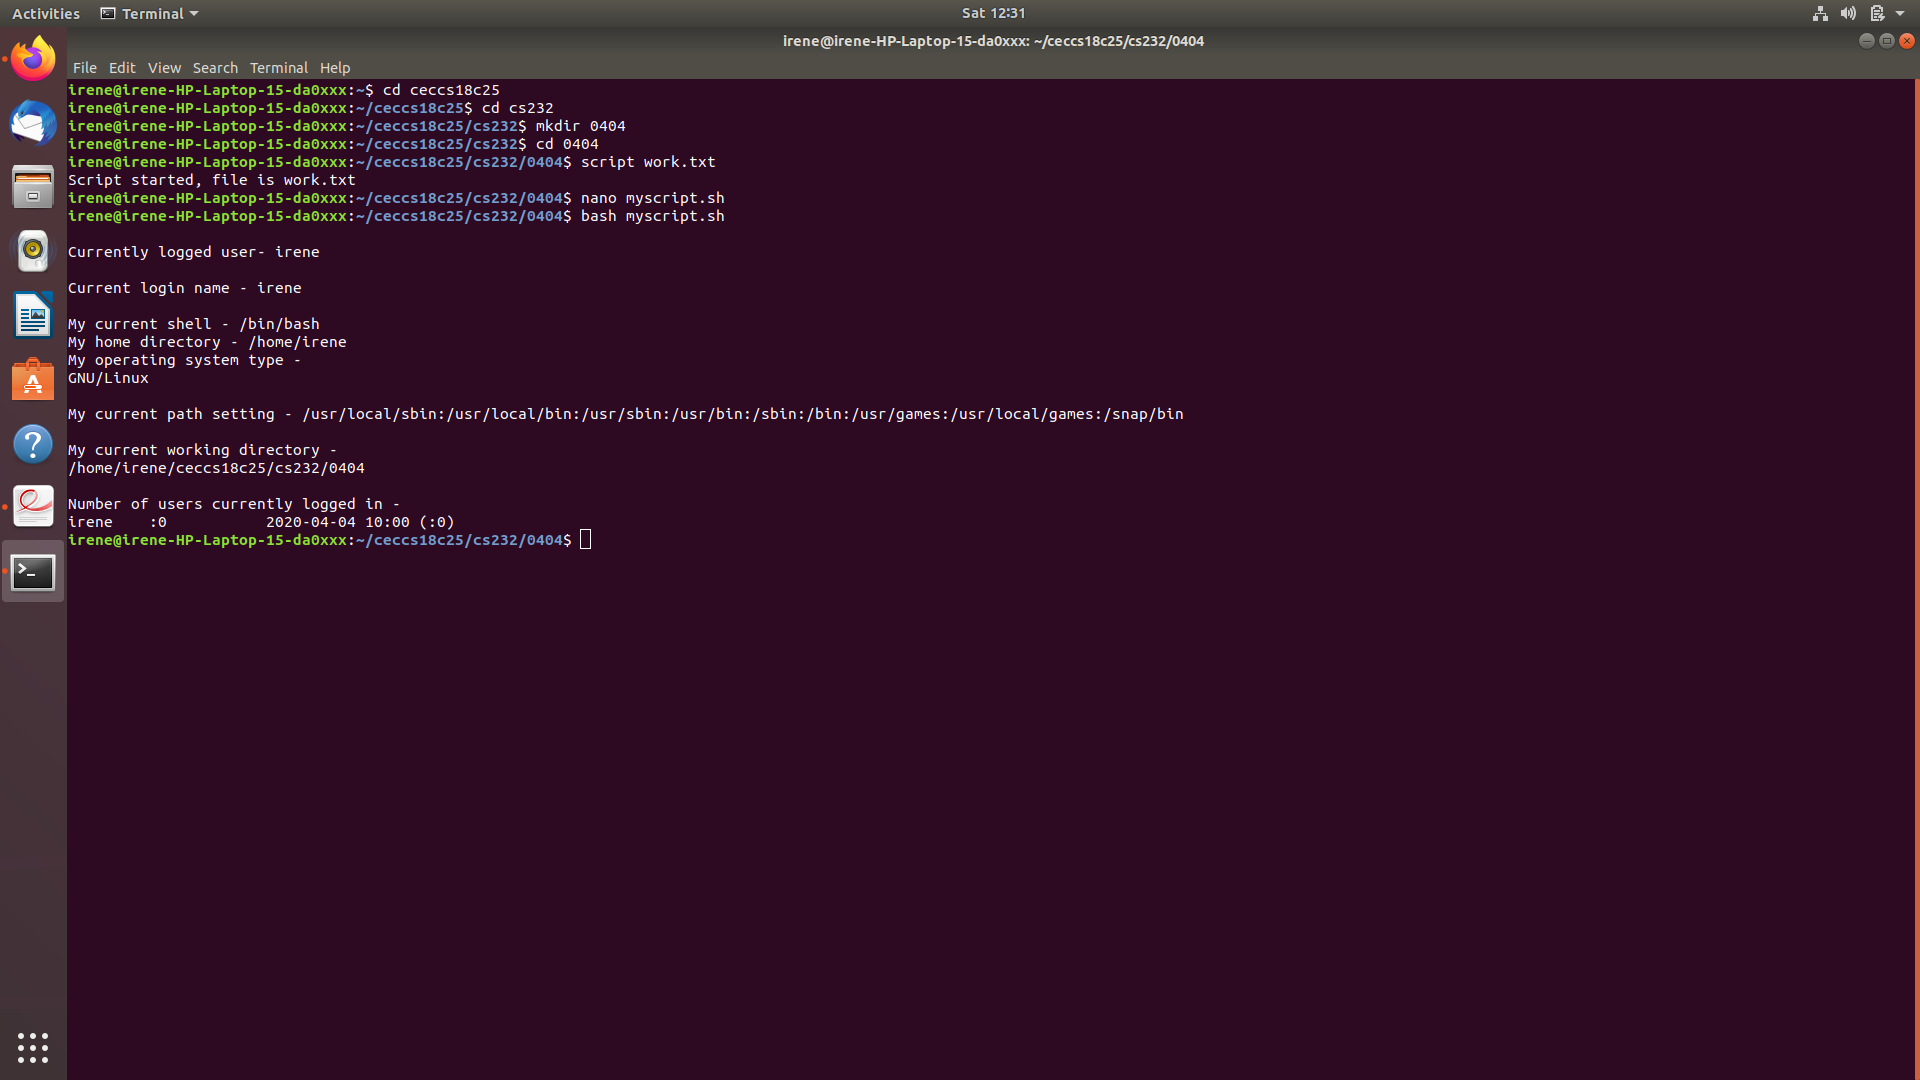 Activities Terminal Sat 12:31
irene@irene-HP-Laptop-15-da0xxx: ~/ceccs18c25/cs232/0404
File Edit View Search Terminal Help
irene@irene-HP-Laptop-15-da0xxx:~$ cd ceccs18c25
irene@irene-HP-Laptop-15-da0xxx:~/ceccs18c25$ cd cs232
irene@irene-HP-Laptop-15-da0xxx:~/ceccs18c25/cs232$ mkdir 0404
irene@irene-HP-Laptop-15-da0xxx:~/ceccs18c25/cs232$ cd 0404
irene@irene-HP-Laptop-15-da0xxx:~/ceccs18c25/cs232/0404$ script work.txt
Script started, file is work.txt
irene@irene-HP-Laptop-15-da0xxx:~/ceccs18c25/cs232/0404$ nano myscript.sh
irene@irene-HP-Laptop-15-da0xxx:~/ceccs18c25/cs232/0404$ bash myscript.sh
Currently logged user- irene
Current login name - irene
My current shell - /bin/bash
My home directory - /home/irene
My operating system type -
GNU/Linux
My current path setting - /usr/local/sbin:/usr/local/bin:/usr/sbin:/usr/bin:/sbin:/bin:/usr/games:/usr/local/games:/snap/bin
My current working directory -
/home/irene/ceccs18c25/cs232/0404
Number of users currently logged in -
irene    :0           2020-04-04 10:00 (:0)
irene@irene-HP-Laptop-15-da0xxx:~/ceccs18c25/cs232/0404$